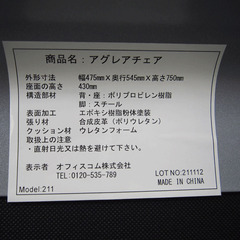 商品名：アグレアチェア
外形寸法 幅475mm×奥行545mm×高さ750mm
座面の高さ 430mm
構造部材 背・座：ポリプロピレン樹脂
脚：スチール
表面加工 エポキシ樹脂粉体塗装
張り材 合成皮革（ポリウレタン）
クッション材 ウレタンフォーム
取扱上の注意
・直射日光又は熱を避けて下さい。
表示者 オフィスコム株式会社
TEL:0120-535-789
LOT NO:211112
Model:211
MADE IN CHINA